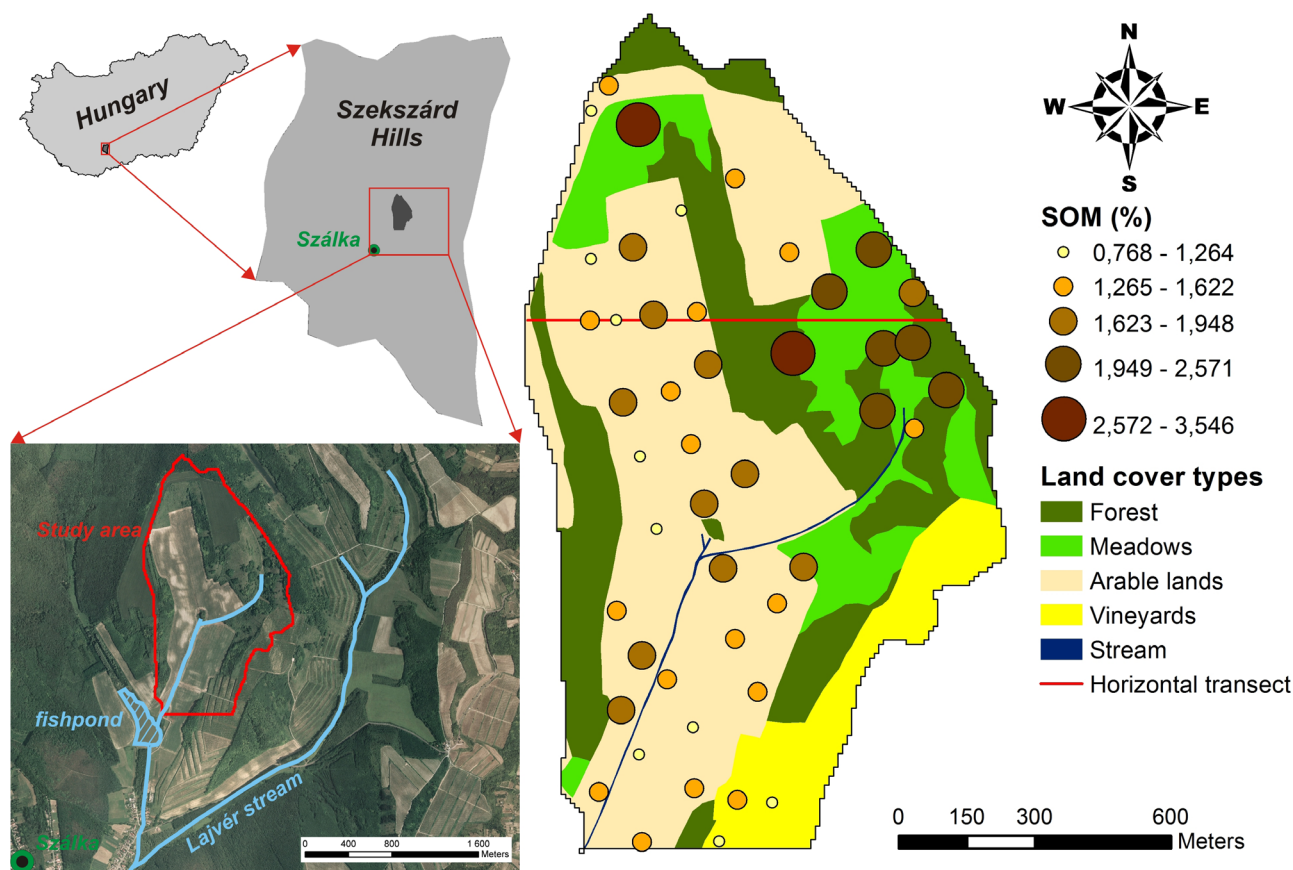 Hungary
Szekszárd
Hills
Szálka
Study area
fishpond
Lajvér stream
Szálka
0 400 800 1 600
Meters
N
W E
S
SOM (%)
0,768 - 1,264
1,265 - 1,622
1,623 - 1,948
1,949 - 2,571
2,572 - 3,546
Land cover types
Forest
Meadows
Arable lands
Vineyards
Stream
Horizontal transect
0 150 300 600
Meters